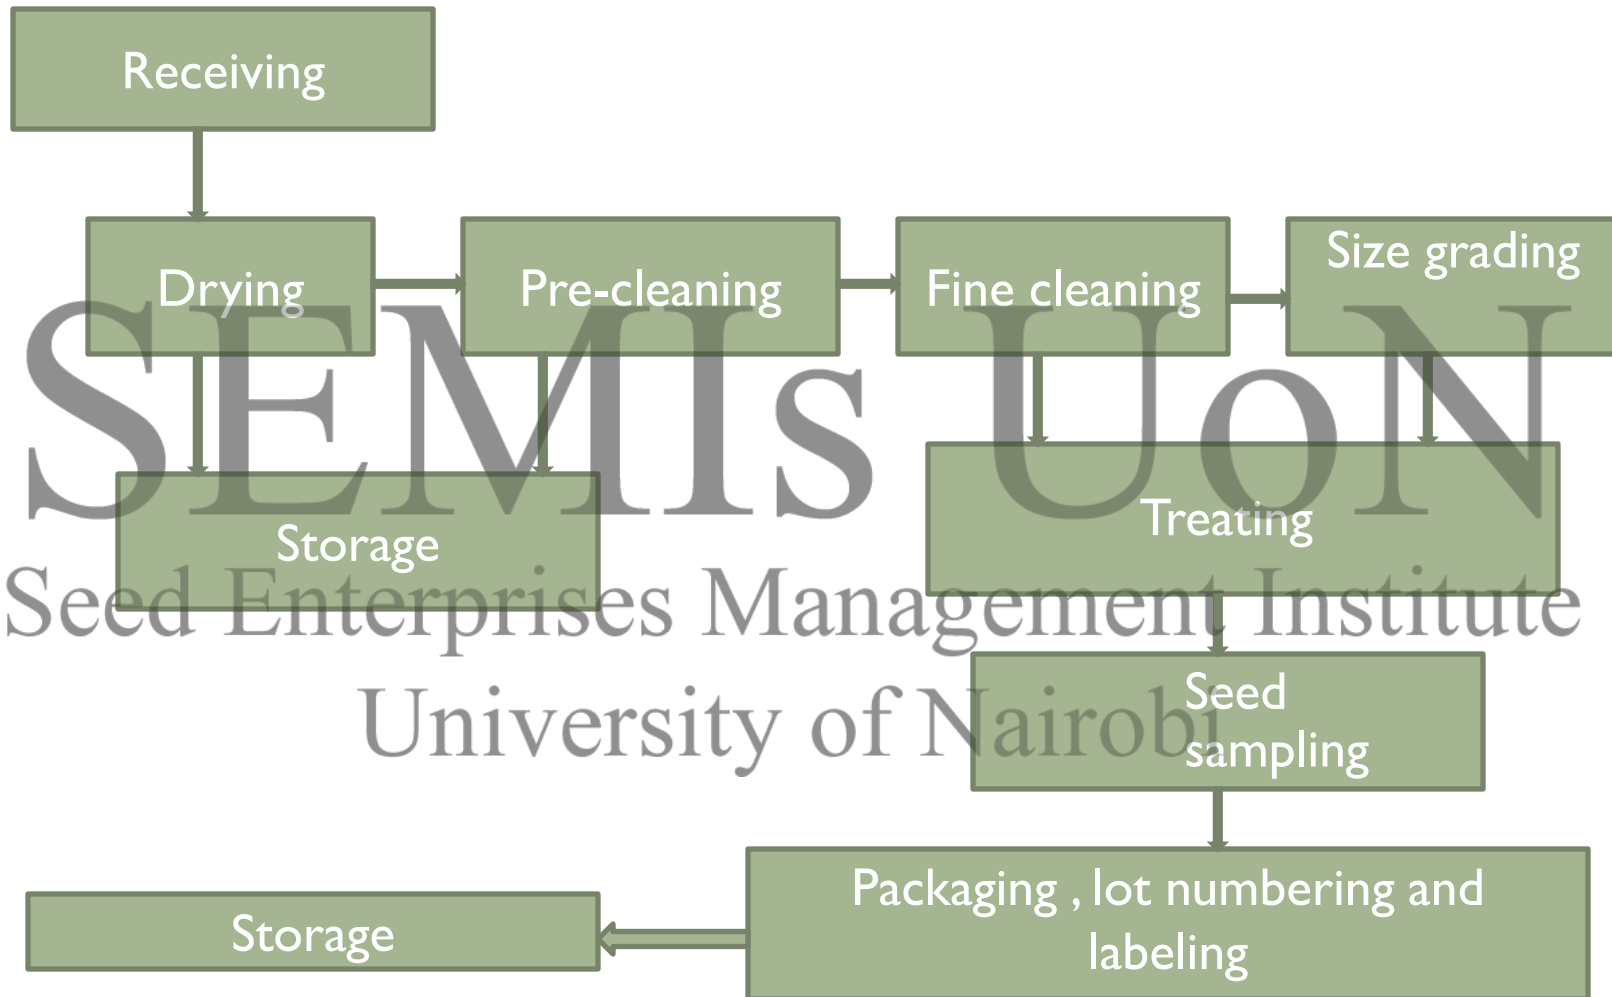 Receiving
Drying
Pre-cleaning
Fine cleaning
Size grading
SEMIs UoN
Storage
Treating
Seed Enterprises Management Institute
Seed
sampling
University of Nairobi
Packaging , lot numbering and
labeling
Storage